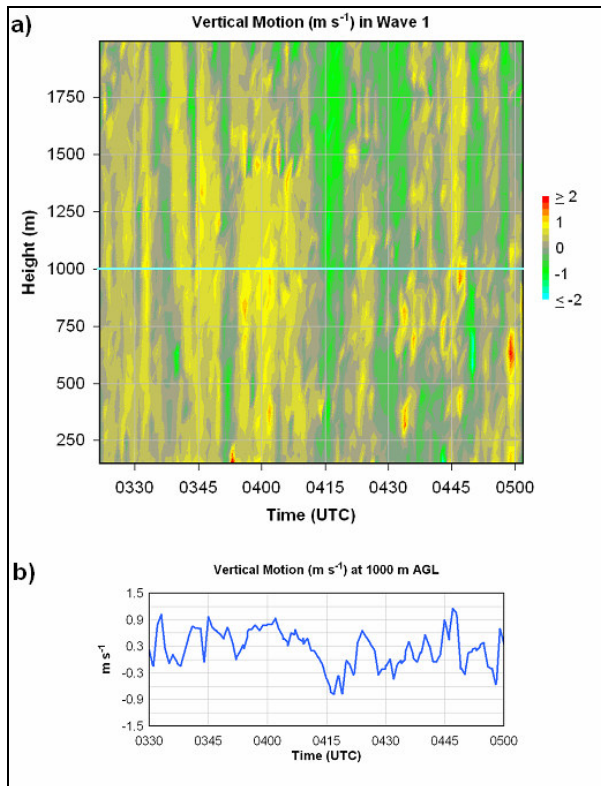 a)
Vertical Motion (m s⁻¹) in Wave 1
Height (m)
1750
1500
1250
1000
750
500
250
≥ 2
1
0
-1
≤ -2
0330 0345 0400 0415 0430 0445 0500
Time (UTC)
b)
Vertical Motion (m s⁻¹) at 1000 m AGL
m s⁻¹
1.5
0.9
0.3
-0.3
-0.9
-1.5
0330 0345 0400 0415 0430 0445 0500
Time (UTC)